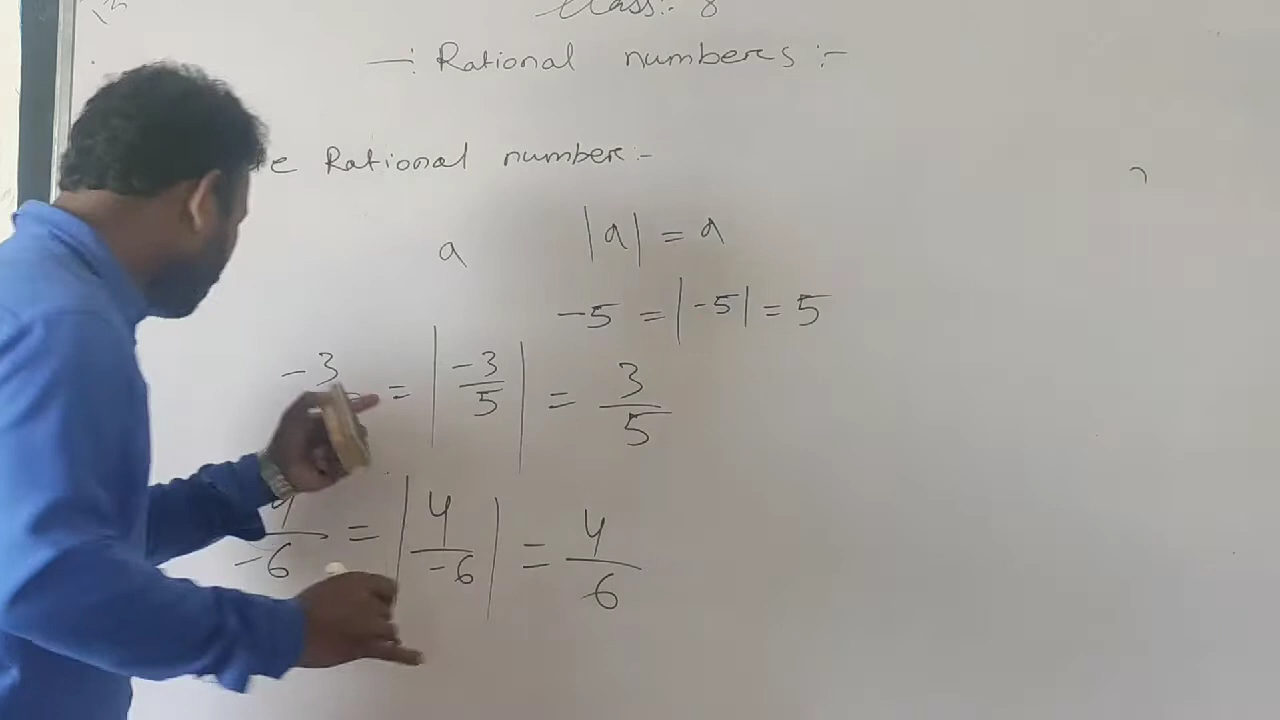 Class:- 8
-: Rational numbers :-
Rational number:-
a |a| = a
-5 = |-5| = 5
-3 = |-3/5| = 3/5
4/-6 = |4/-6| = 4/6